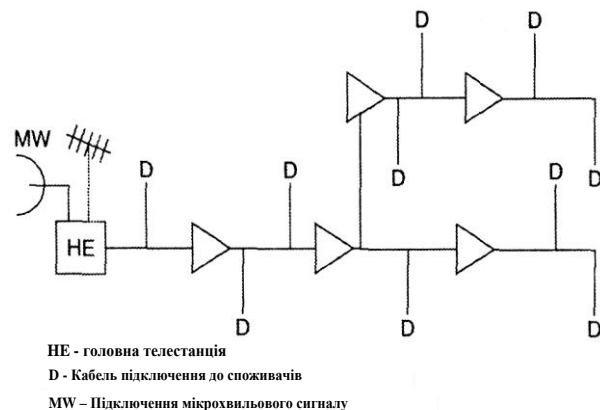 D
D
MW
D
D
D
D
D
HE
D
D
D
HE - головна телестанція
D - Кабель підключення до споживачів
MW – Підключення мікрохвильового сигналу